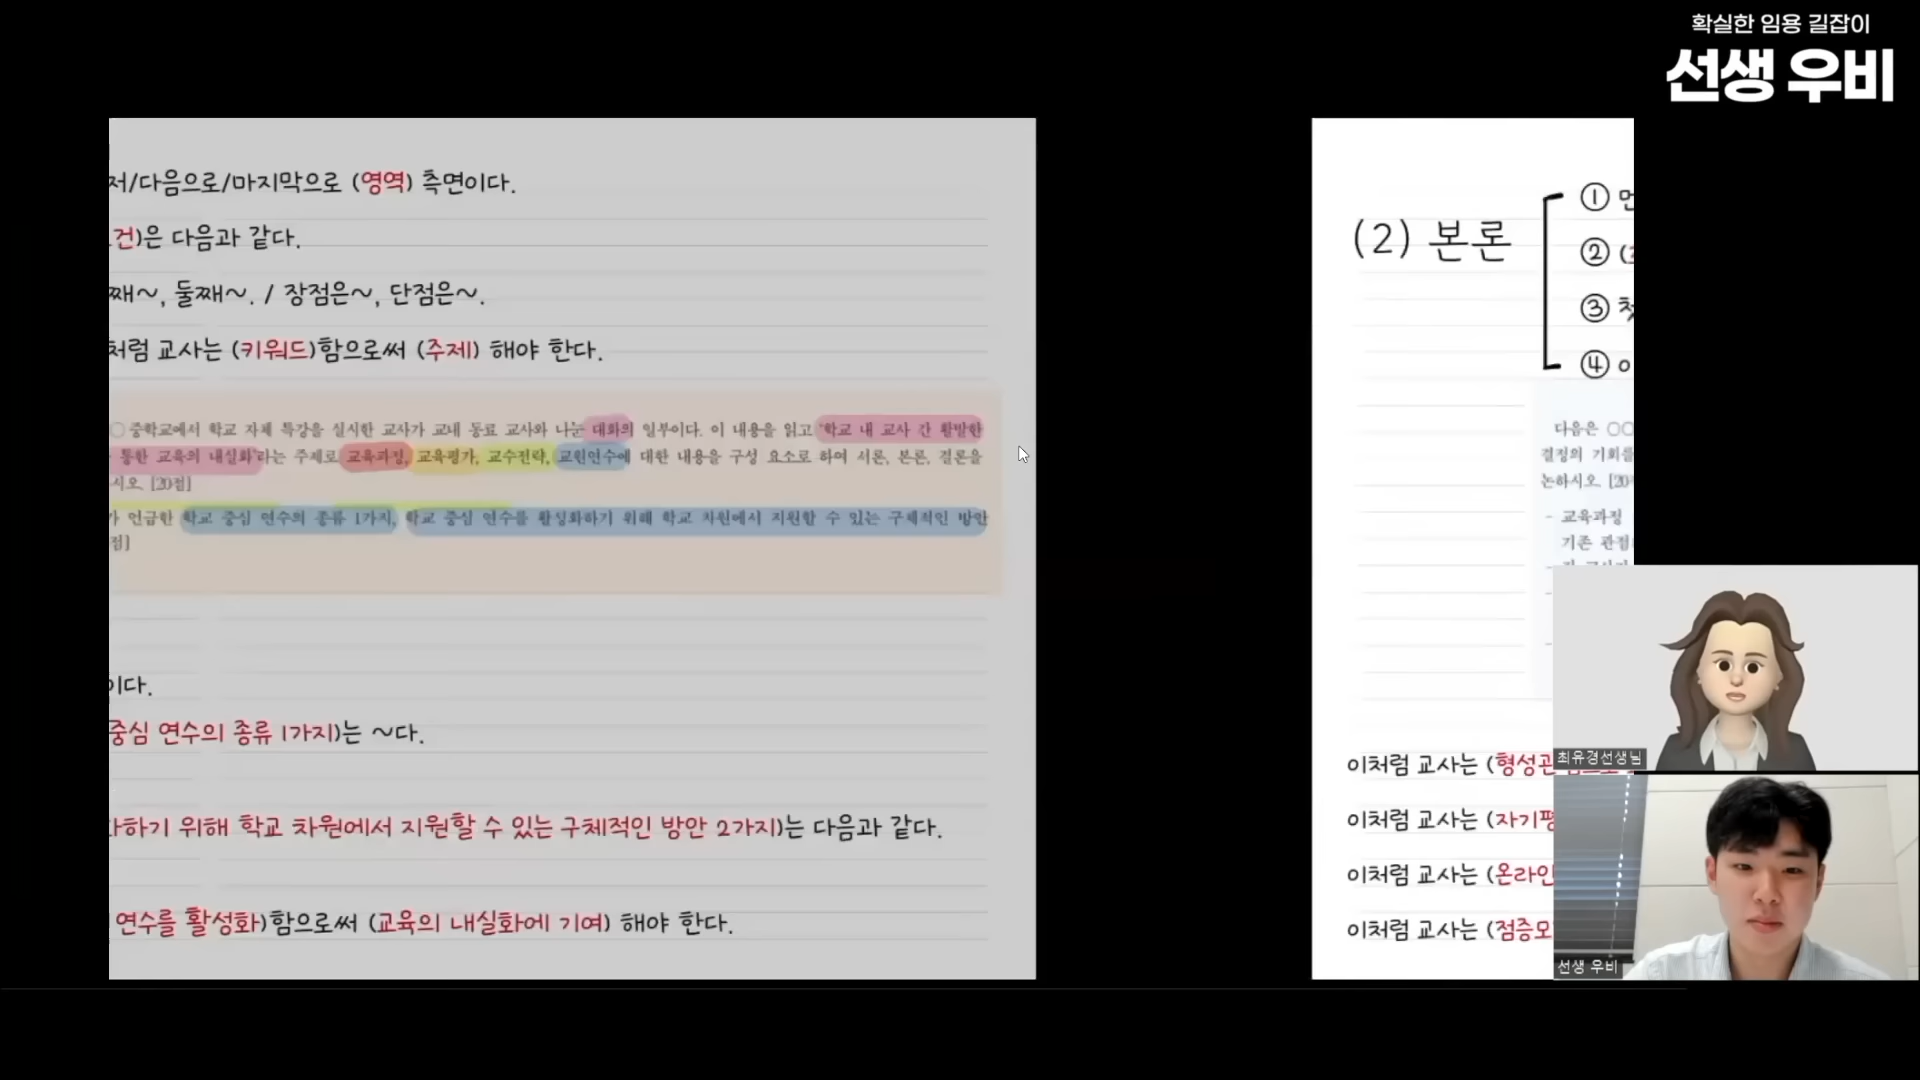 확실한 임용 길잡이
선생 우비
저/다음으로/마지막으로 (영역) 측면이다.
건)은 다음과 같다.
째~, 둘째~. / 장점은~, 단점은~.
처럼 교사는 (키워드)함으로써 (주제) 해야 한다.
○중학교에서 학교 자체 특강을 실시한 교사가 교내 동료 교사와 나눈 대화의 일부이다. 이 내용을 읽고 '학교 내 교사 간 활발한
통한 교육의 내실화'라는 주제로 교육과정, 교육평가, 교수전략, 교원연수에 대한 내용을 구성 요소로 하여 서론, 본론, 결론을
시오. [20점]
가 언급한 학교 중심 연수의 종류 1가지, 학교 중심 연수를 활성화하기 위해 학교 차원에서 지원할 수 있는 구체적인 방안
점]
이다.
중심 연수의 종류 1가지)는 ~다.
하기 위해 학교 차원에서 지원할 수 있는 구체적인 방안 2가지)는 다음과 같다.
연수를 활성화)함으로써 (교육의 내실화에 기여) 해야 한다.
(2) 본론
①
② (
③ 첫
④ 이
다음은 ○○
결정의 기회를
논하시오. [20
- 교육과정
기존 관점
이처럼 교사는 (형성관
이처럼 교사는 (자기평
이처럼 교사는 (온라인
이처럼 교사는 (점증모
최유경선생님
선생 우비